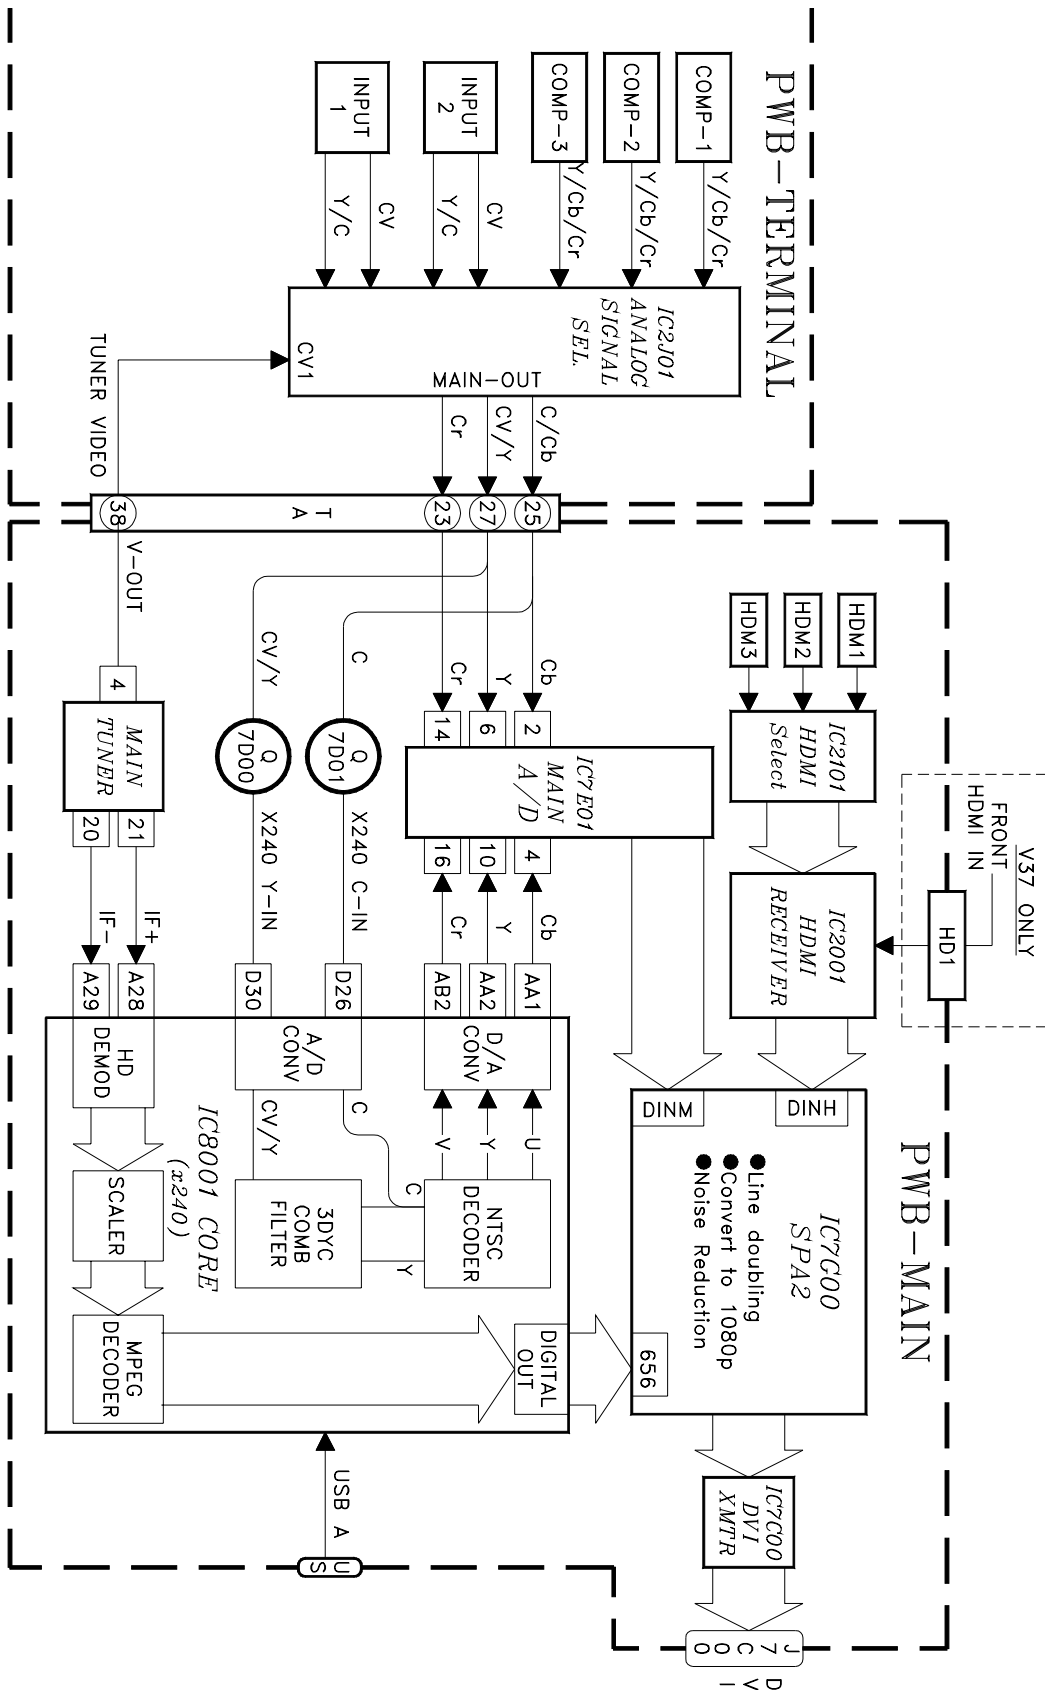 PWB-TERMINAL
COMP-1
Y/Cb/Cr
COMP-2
Y/Cb/Cr
COMP-3
Y/Cb/Cr
INPUT
2
CV
Y/C
INPUT
1
CV
Y/C
IC2J01
ANALOG
SIGNAL
SEL.
MAIN-OUT
CV1
C/Cb
CV/Y
Cr
TUNER VIDEO
25
27
23
T
A
38
V-OUT
PWB-MAIN
V37 ONLY
FRONT
HDMI IN
HD1
HDM1
HDM2
HDM3
IC2101
HDMI
Select
IC2001
HDMI
RECEIVER
Cb
Y
Cr
2
6
14
IC7E01
MAIN
A/D
4
10
16
Cb
Y
Cr
AA1
AA2
AB2
C
CV/Y
Q
7D01
Q
7D00
X240 C-IN
X240 Y-IN
D26
D30
4
MAIN
TUNER
21
20
IF+
IF-
A28
A29
DINH
DINM
IC7G00
SPA2
● Line doubling
● Convert to 1080p
● Noise Reduction
656
IC7C00
DVI
XMTR
J
7
C
0
0
D
V
I
D/A
CONV
U
Y
V
NTSC
DECODER
A/D
CONV
C
CV/Y
C
Y
3DYC
COMB
FILTER
IC8001 CORE
(x240)
HD
DEMOD
SCALER
MPEG
DECODER
DIGITAL
OUT
USB A
U
S